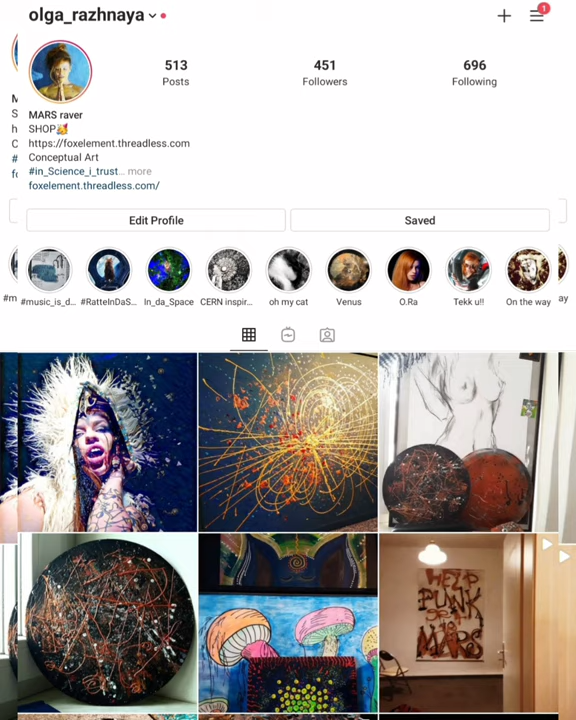 olga_razhnaya
1
513
451
696
Posts
Followers
Following
MARS raver
SHOP🥳
https://foxelement.threadless.com
Conceptual Art
#in_Science_i_trust... more
foxelement.threadless.com/
Edit Profile
Saved
#m #music_is_d... #RatteInDaS... In_da_Space CERN inspir... oh my cat Venus O.Ra Tekk u!! On the way ay
HELP
PUNK
MARS